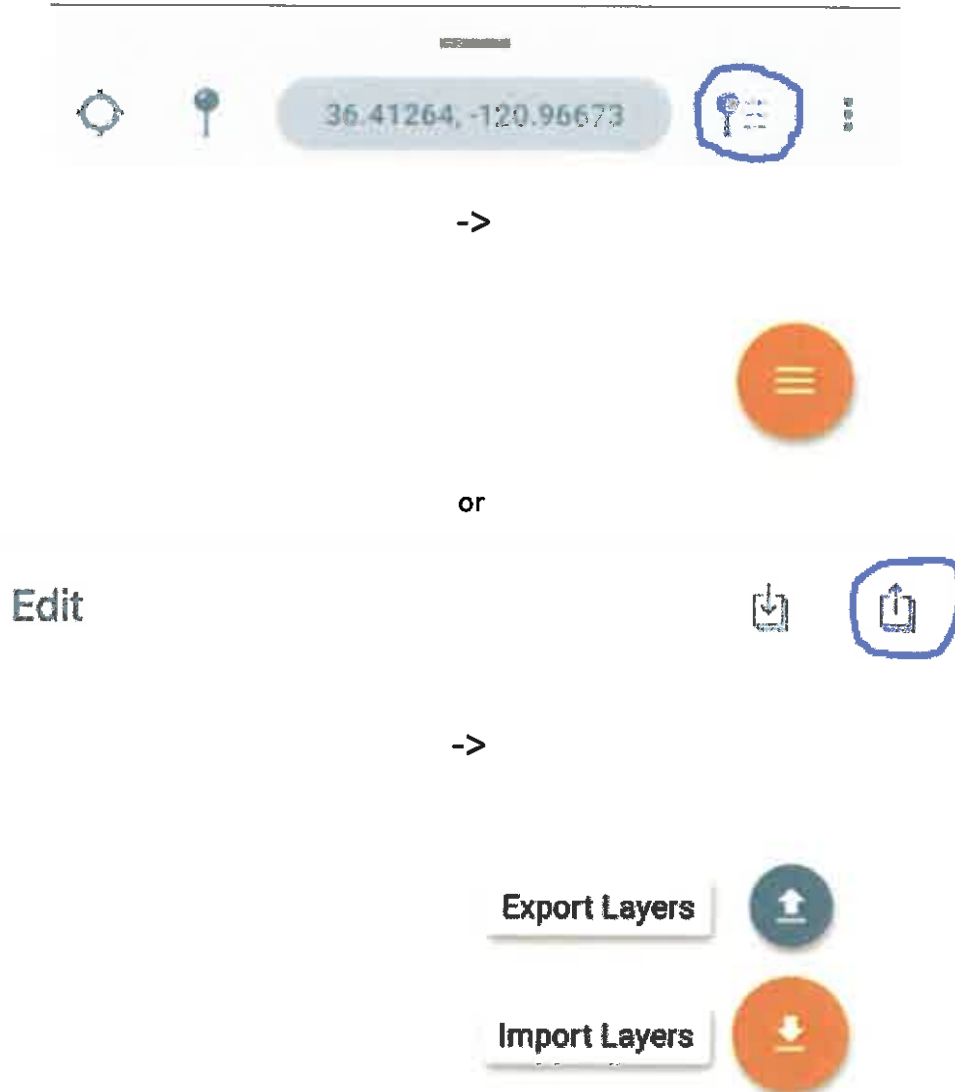 36.41264, -120.96673
->
or
Edit
->
Export Layers
Import Layers